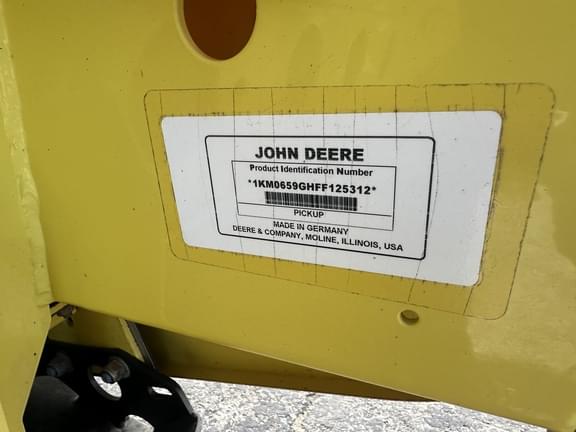 JOHN DEERE
Product Identification Number
*1KM0659GHFF125312*
PICKUP
MADE IN GERMANY
DEERE & COMPANY, MOLINE, ILLINOIS, USA